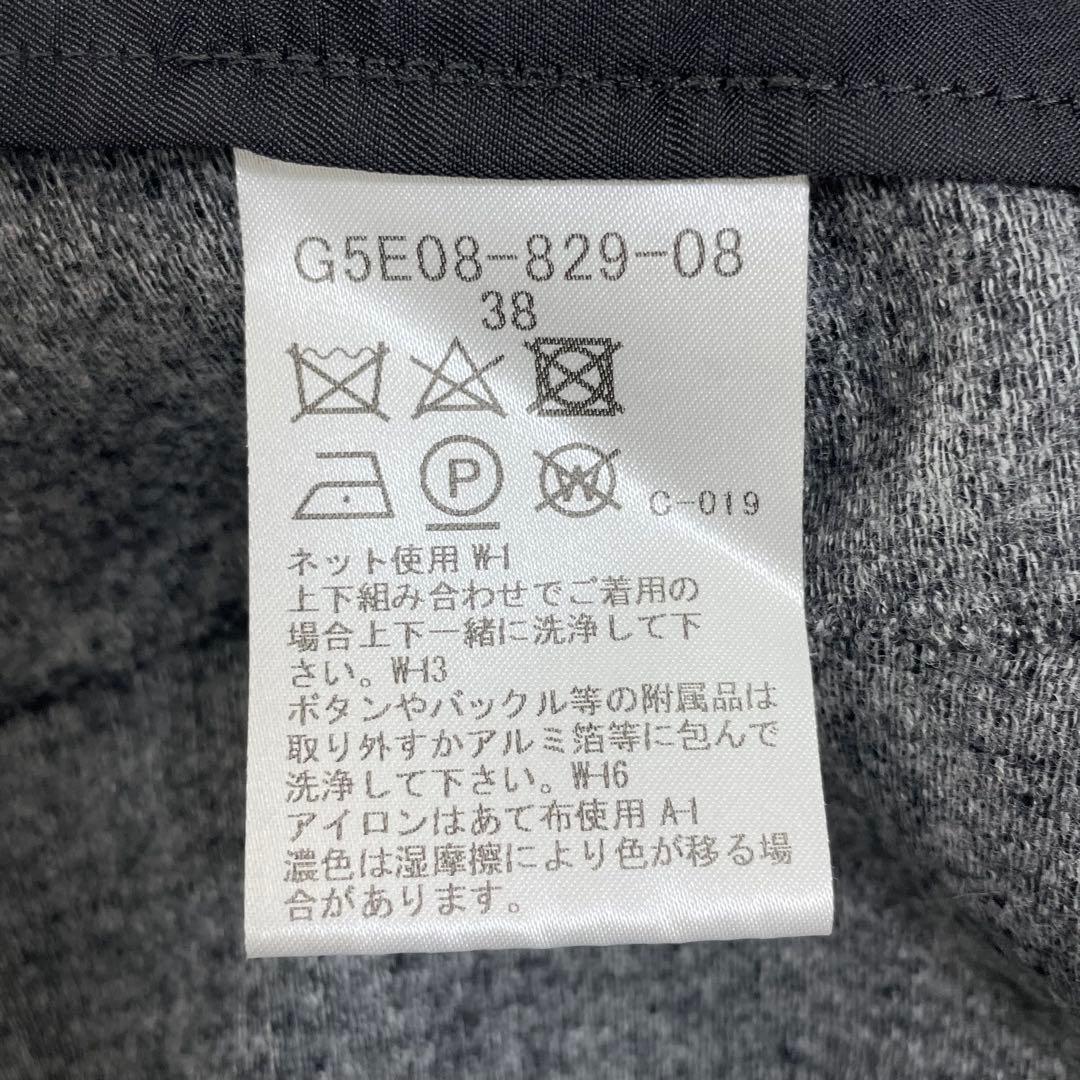 G5E08-829-08
38
P
W
C-019
ネット使用 W-1
上下組み合わせでご着用の
場合上下一緒に洗浄して下
さい。W-13
ボタンやバックル等の附属品は
取り外すかアルミ箔等に包んで
洗浄して下さい。W-16
アイロンはあて布使用 A-1
濃色は湿摩擦により色が移る場
合があります。